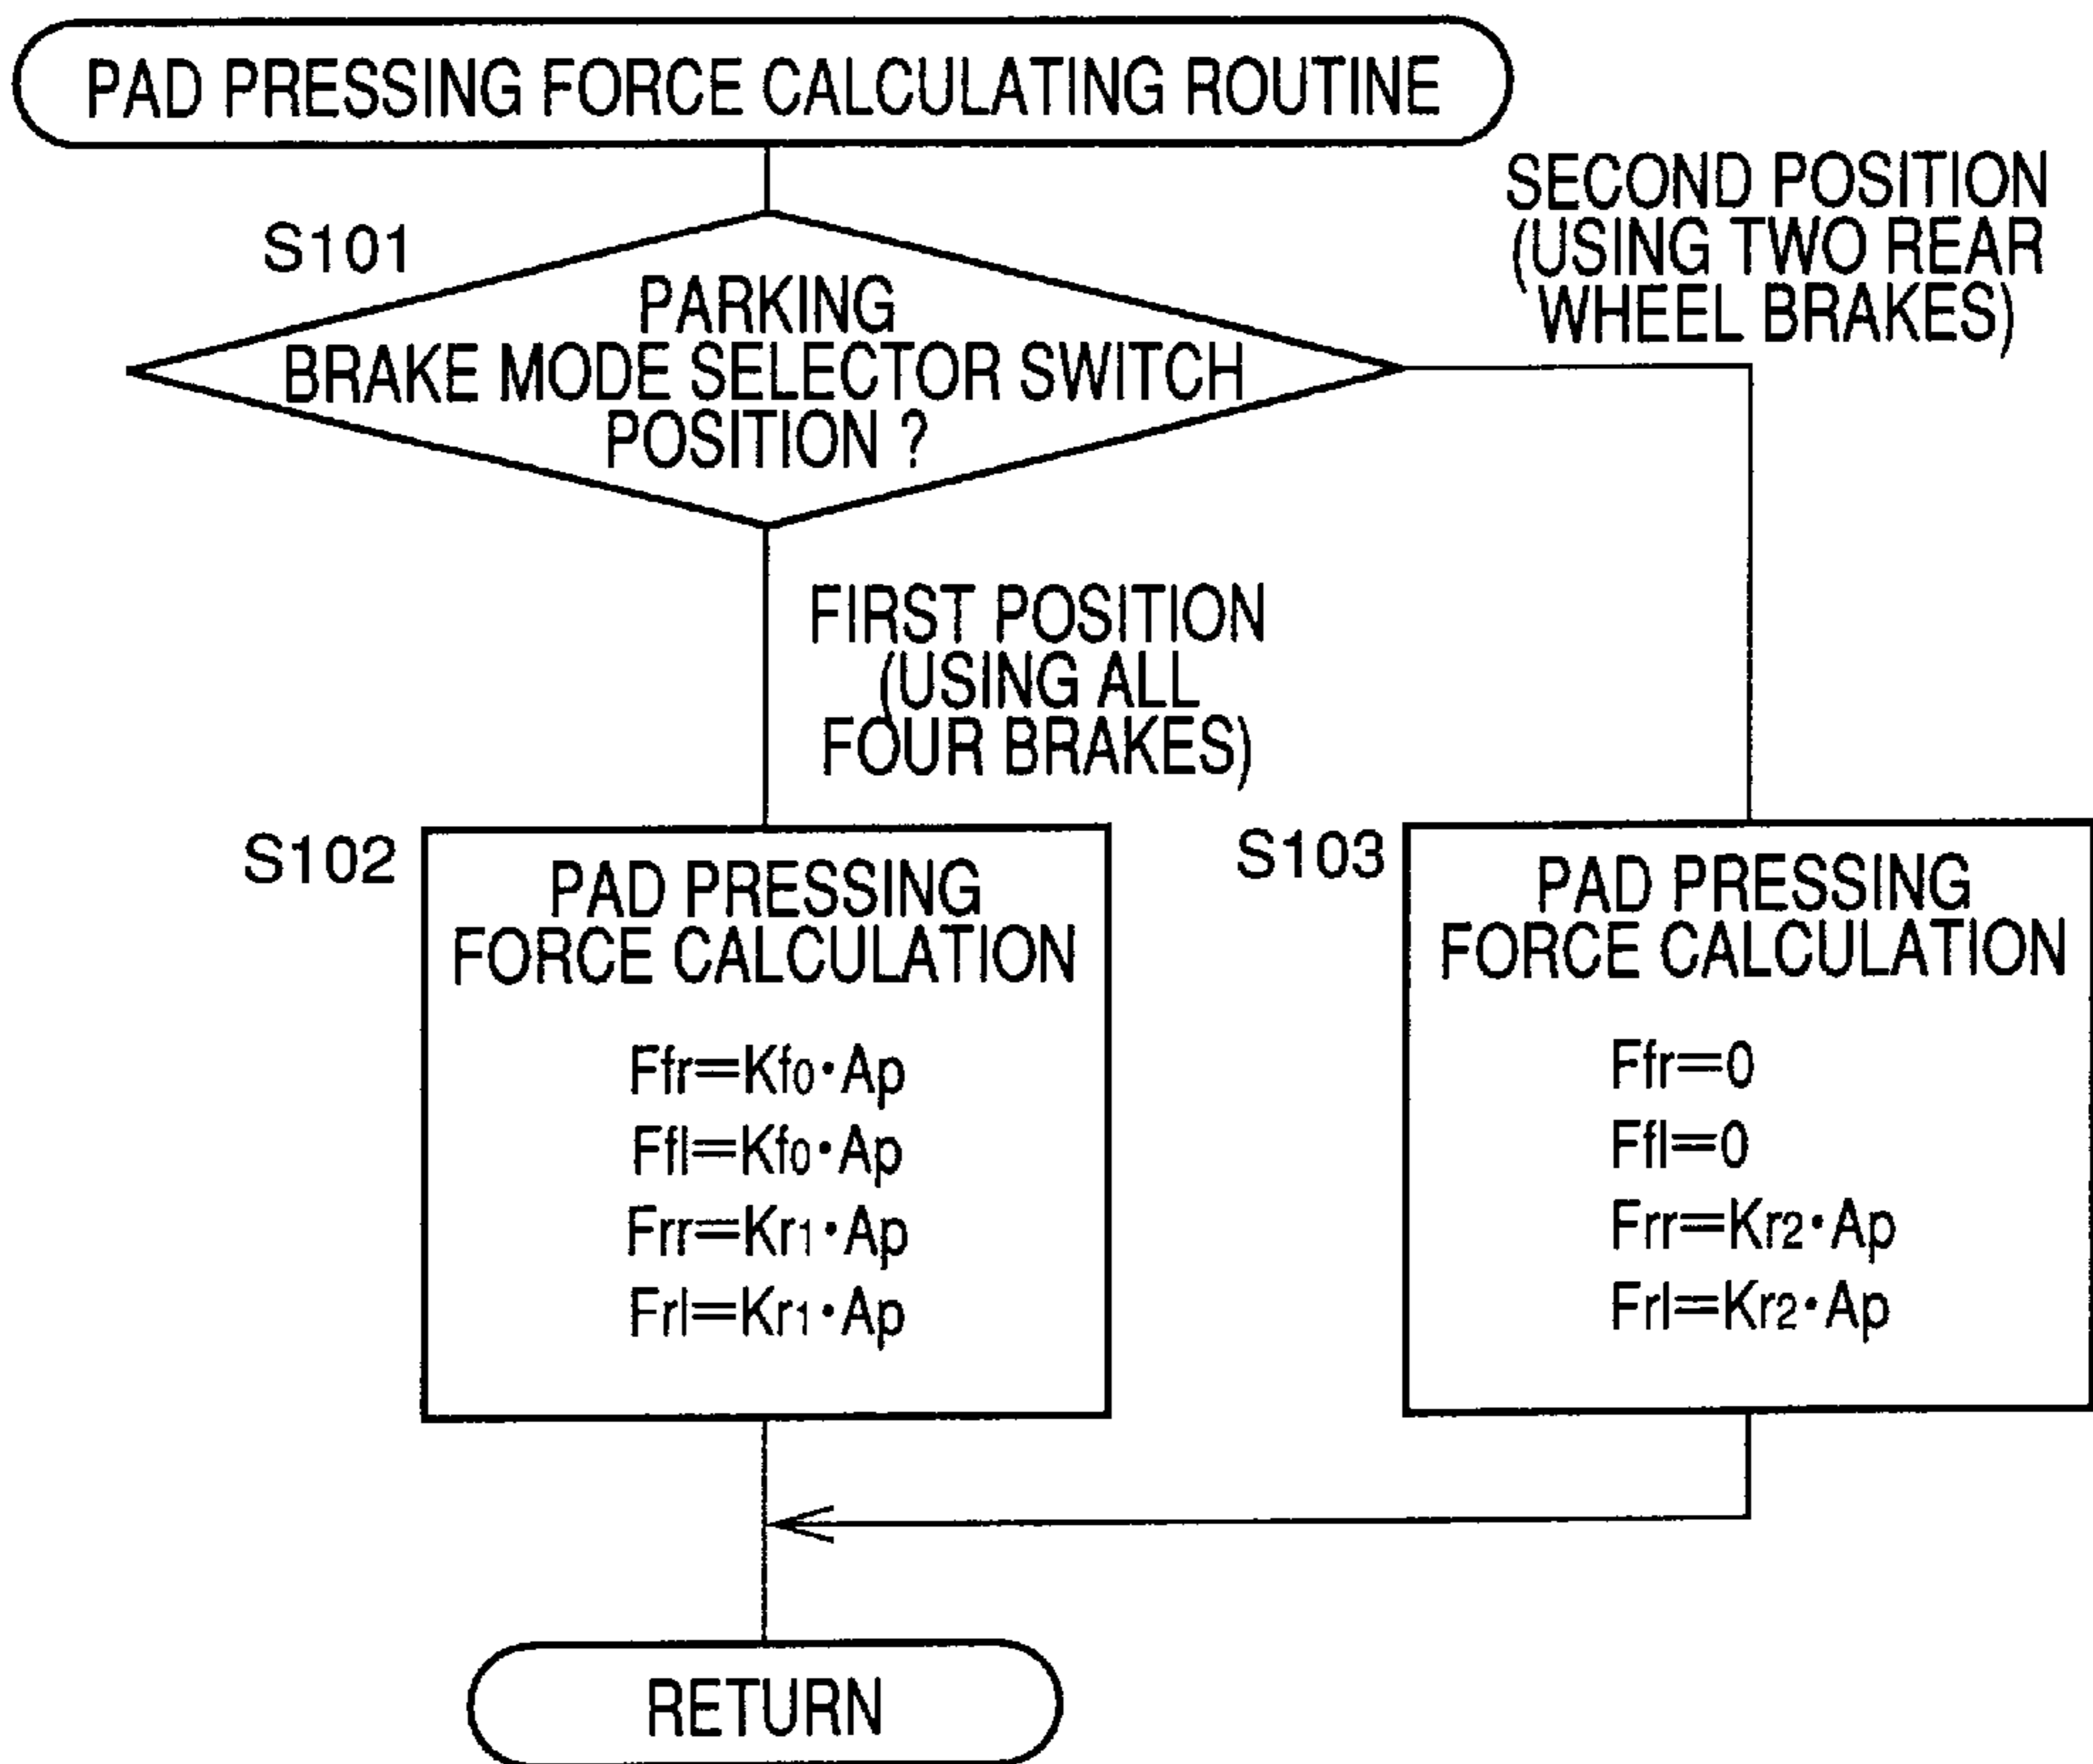 PAD PRESSING FORCE CALCULATING ROUTINE
S101
PARKING
BRAKE MODE SELECTOR SWITCH
POSITION ?
SECOND POSITION
(USING TWO REAR
WHEEL BRAKES)
FIRST POSITION
(USING ALL
FOUR BRAKES)
S102
PAD PRESSING
FORCE CALCULATION
Ffr=Kf0·Ap
Ffl=Kf0·Ap
Frr=Kr1·Ap
Frl=Kr1·Ap
S103
PAD PRESSING
FORCE CALCULATION
Ffr=0
Ffl=0
Frr=Kr2·Ap
Frl=Kr2·Ap
RETURN